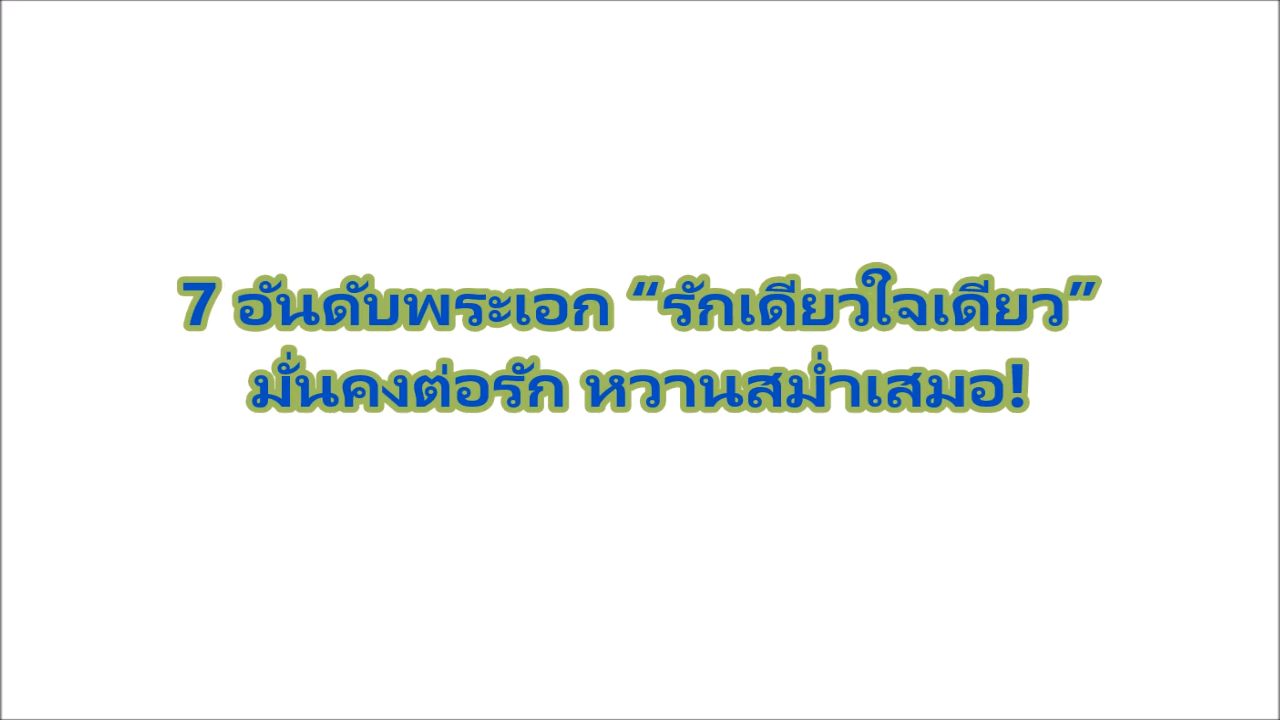 7 อันดับพระเอก “รักเดียวใจเดียว”
มั่นคงต่อรัก หวานสม่ำเสมอ!